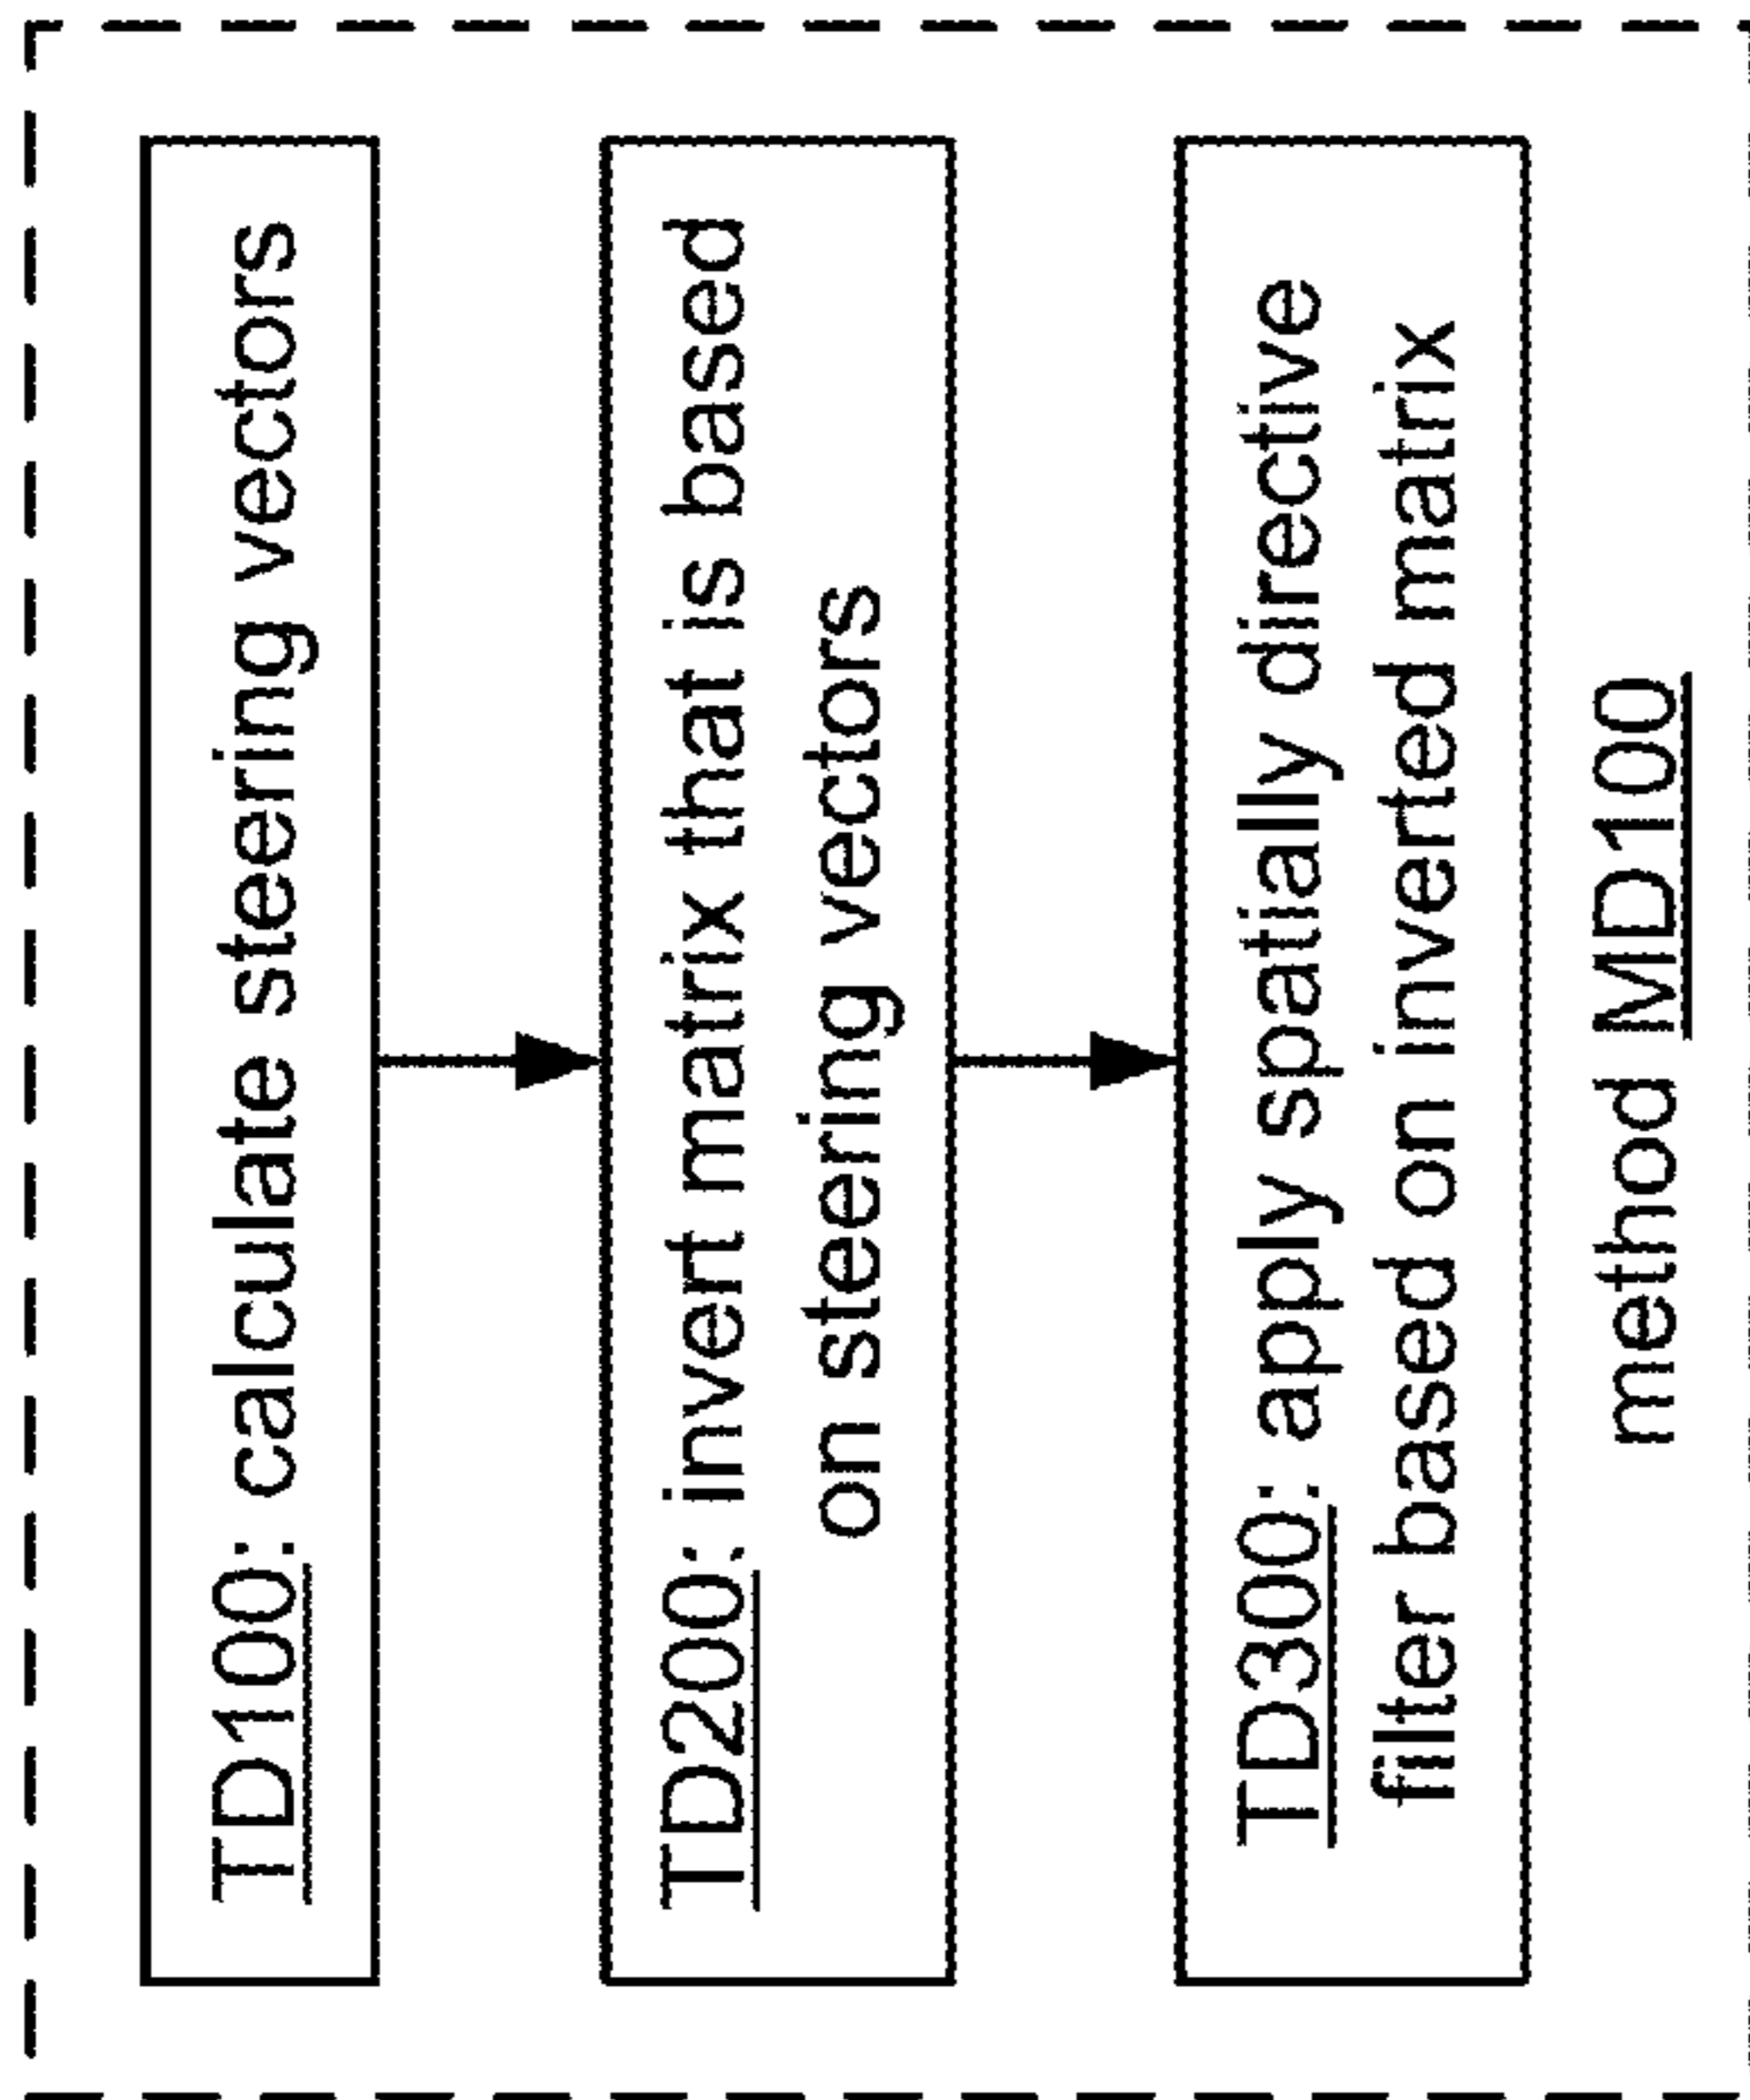 TD100: calculate steering vectors
TD200: invert matrix that is based
on steering vectors
TD300: apply spatially directive
filter based on inverted matrix
method MD100